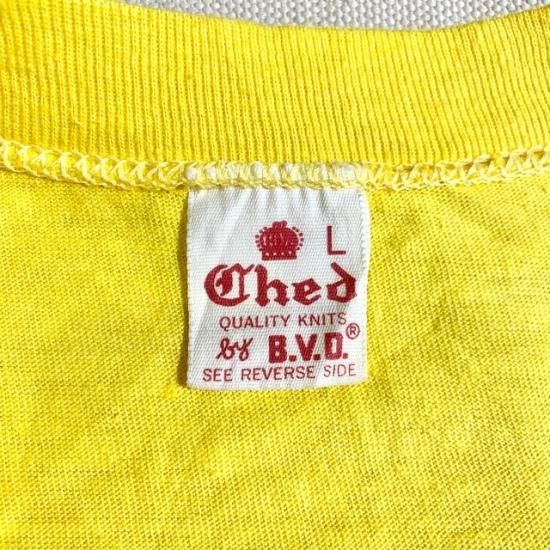 L
Ched
QUALITY KNITS
by B.V.D.®
SEE REVERSE SIDE